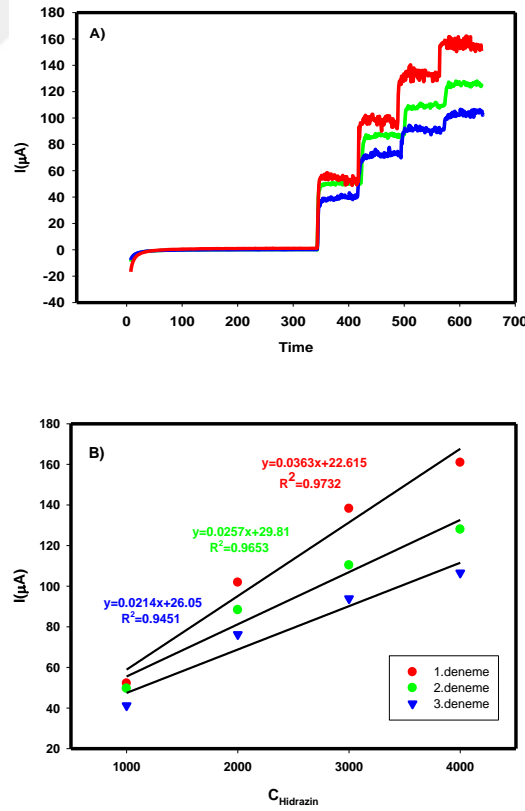 A)
I(μA)
180
160
140
120
100
80
60
40
20
0
-20
-40
0 100 200 300 400 500 600 700
Time
B)
I(μA)
180
160
140
120
100
80
60
40
20
y=0.0363x+22.615
R²=0.9732
y=0.0257x+29.81
R²=0.9653
y=0.0214x+26.05
R²=0.9451
1.deneme
2.deneme
3.deneme
1000 2000 3000 4000
C Hidrazin